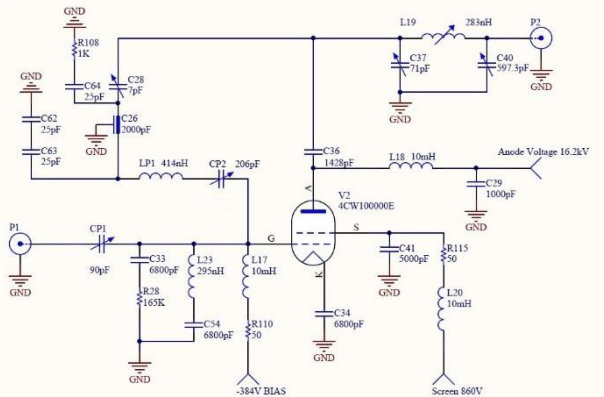 GND
R108
1K
C64
25pF
C28
7pF
GND
C62
25pF
C26
2000pF
GND
C63
25pF
LP1 414nH
CP2 206pF
L19 283nH
P2
C37
71pF
C40
597.3pF
GND
GND
C36
1428pF
L18 10mH
Anode Voltage 16.2kV
C29
1000pF
GND
A
V2
4CW100000E
P1
GND
CP1
90pF
C33
6800pF
L23
295nH
L17
10mH
G
S
K
R28
165K
C54
6800pF
R110
50
GND
-384V BIAS
C34
6800pF
GND
C41
5000pF
GND
R115
50
L20
10mH
Screen 860V